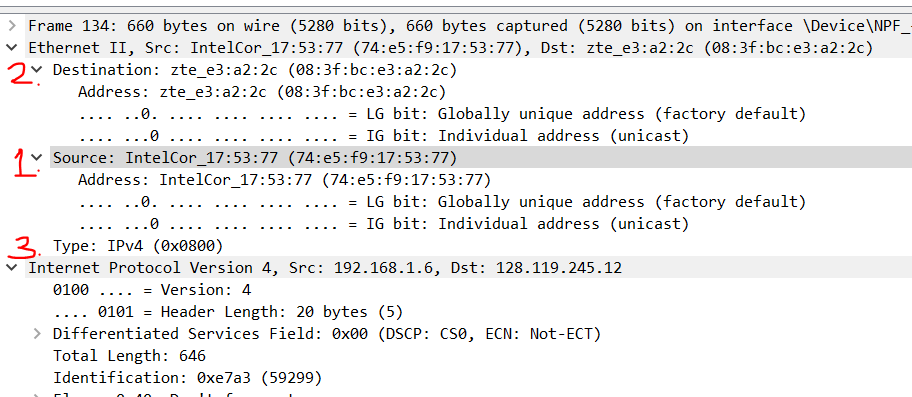 Frame 134: 660 bytes on wire (5280 bits), 660 bytes captured (5280 bits) on interface \Device\NPF_
Ethernet II, Src: IntelCor_17:53:77 (74:e5:f9:17:53:77), Dst: zte_e3:a2:2c (08:3f:bc:e3:a2:2c)
2. Destination: zte_e3:a2:2c (08:3f:bc:e3:a2:2c)
Address: zte_e3:a2:2c (08:3f:bc:e3:a2:2c)
.... ..0. .... .... .... .... = LG bit: Globally unique address (factory default)
.... ...0 .... .... .... .... = IG bit: Individual address (unicast)
1. Source: IntelCor_17:53:77 (74:e5:f9:17:53:77)
Address: IntelCor_17:53:77 (74:e5:f9:17:53:77)
.... ..0. .... .... .... .... = LG bit: Globally unique address (factory default)
.... ...0 .... .... .... .... = IG bit: Individual address (unicast)
3. Type: IPv4 (0x0800)
Internet Protocol Version 4, Src: 192.168.1.6, Dst: 128.119.245.12
0100 .... = Version: 4
.... 0101 = Header Length: 20 bytes (5)
Differentiated Services Field: 0x00 (DSCP: CS0, ECN: Not-ECT)
Total Length: 646
Identification: 0xe7a3 (59299)